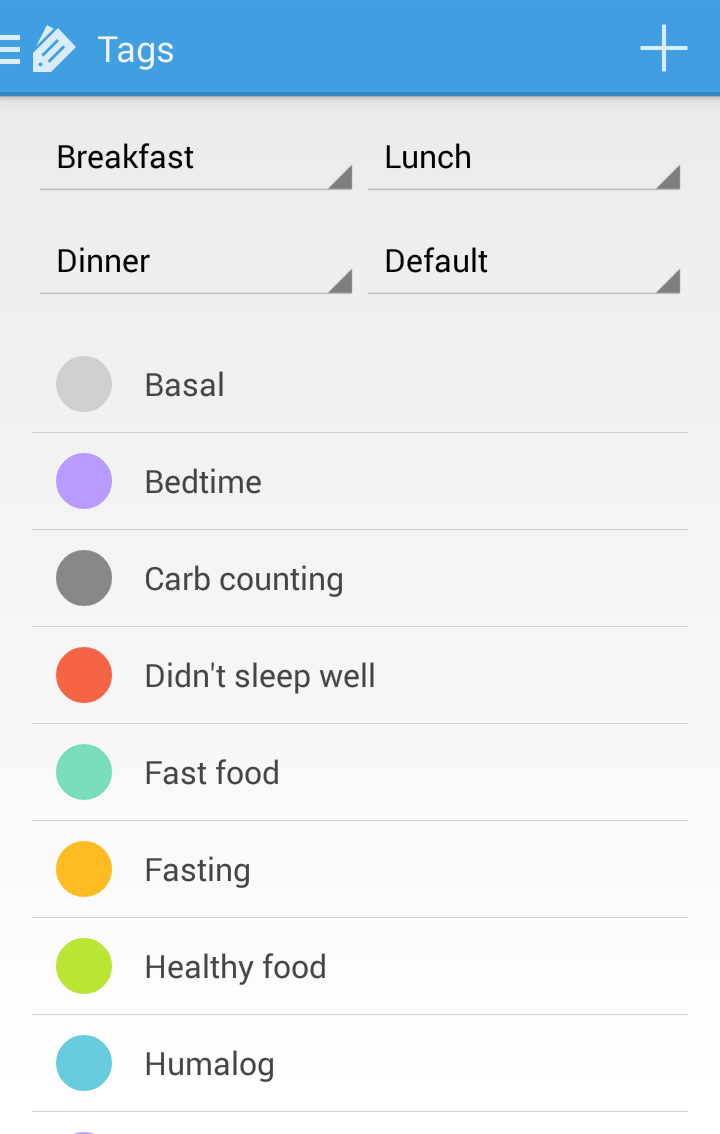 Tags
Breakfast Lunch
Dinner Default
Basal
Bedtime
Carb counting
Didn't sleep well
Fast food
Fasting
Healthy food
Humalog